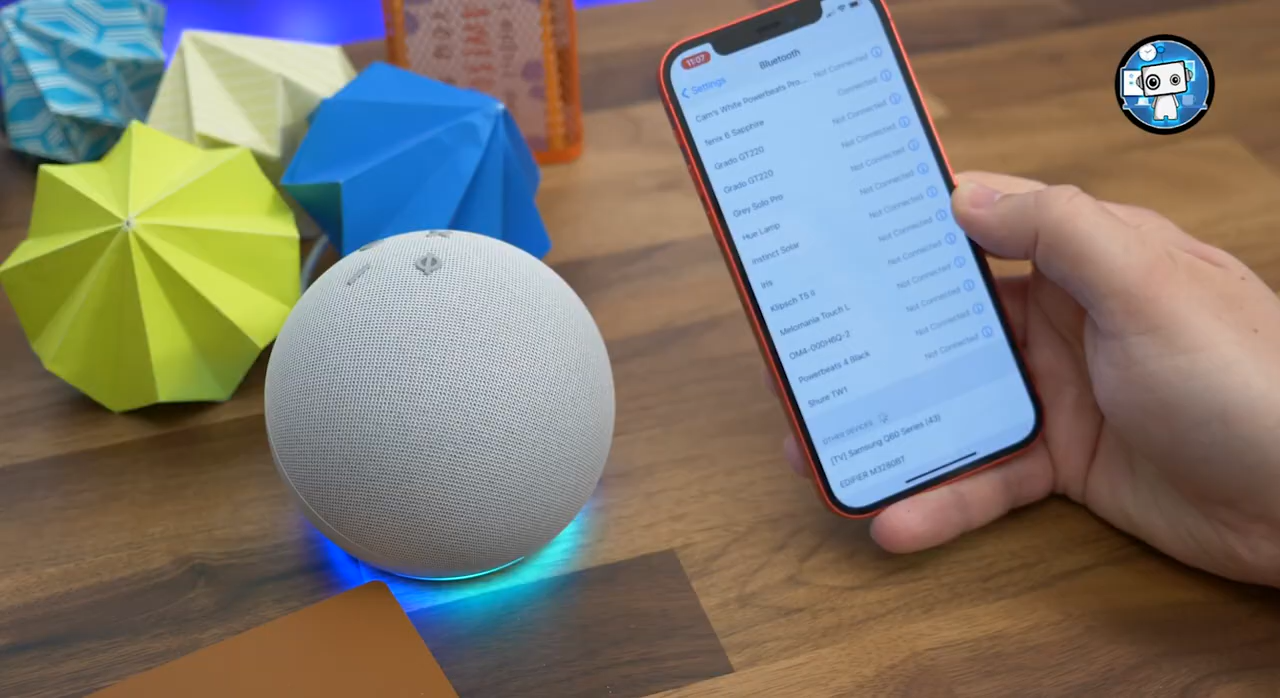 11:07
Settings
Bluetooth
Cam's White Powerbeats Pro... Not Connected
fenix 6 Sapphire Connected
Grado GT220 Not Connected
Grado GT220 Not Connected
Grey Solo Pro Not Connected
Hue Lamp Not Connected
Instinct Solar Not Connected
Iris Not Connected
Klipsch T5 II Not Connected
Melomania Touch L Not Connected
OM4-000H6Q-2 Not Connected
Powerbeats 4 Black Not Connected
Shure TW1 Not Connected
OTHER DEVICES
[TV] Samsung Q60 Series (43)
EDIFIER M3280BT